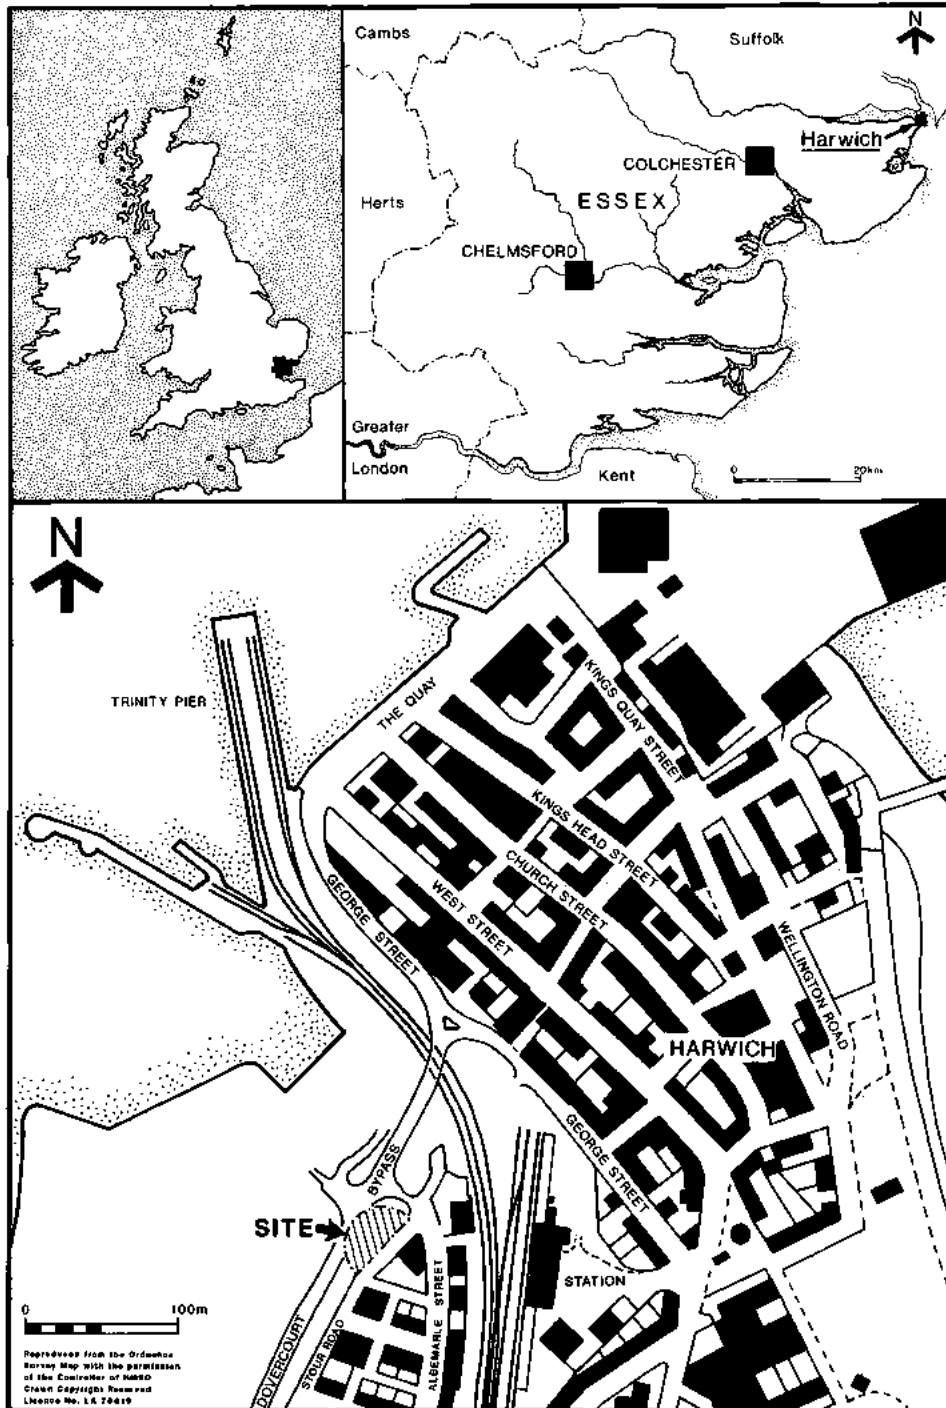 Cambs
Suffolk
N
Harwich
COLCHESTER
ESSEX
Herts
CHELMSFORD
Greater
London
Kent
0 20km
N
TRINITY PIER
THE QUAY
KINGS QUAY STREET
KINGS HEAD STREET
CHURCH STREET
WEST STREET
GEORGE STREET
WELLINGTON ROAD
HARWICH
GEORGE STREET
BYPASS
SITE
STATION
ALBEMARLE STREET
STOUR ROAD
DOVERCOURT
0 100m
Reproduced from the Ordnance
Survey Map with the permission
of the Controller of HMSO
Crown Copyright Reserved
Licence No. LA